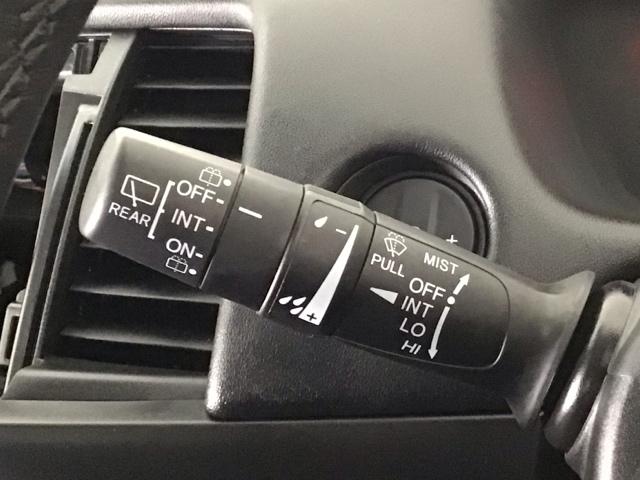 REAR
OFF
INT
ON
-
+
PULL
MIST
OFF
INT
LO
HI
+